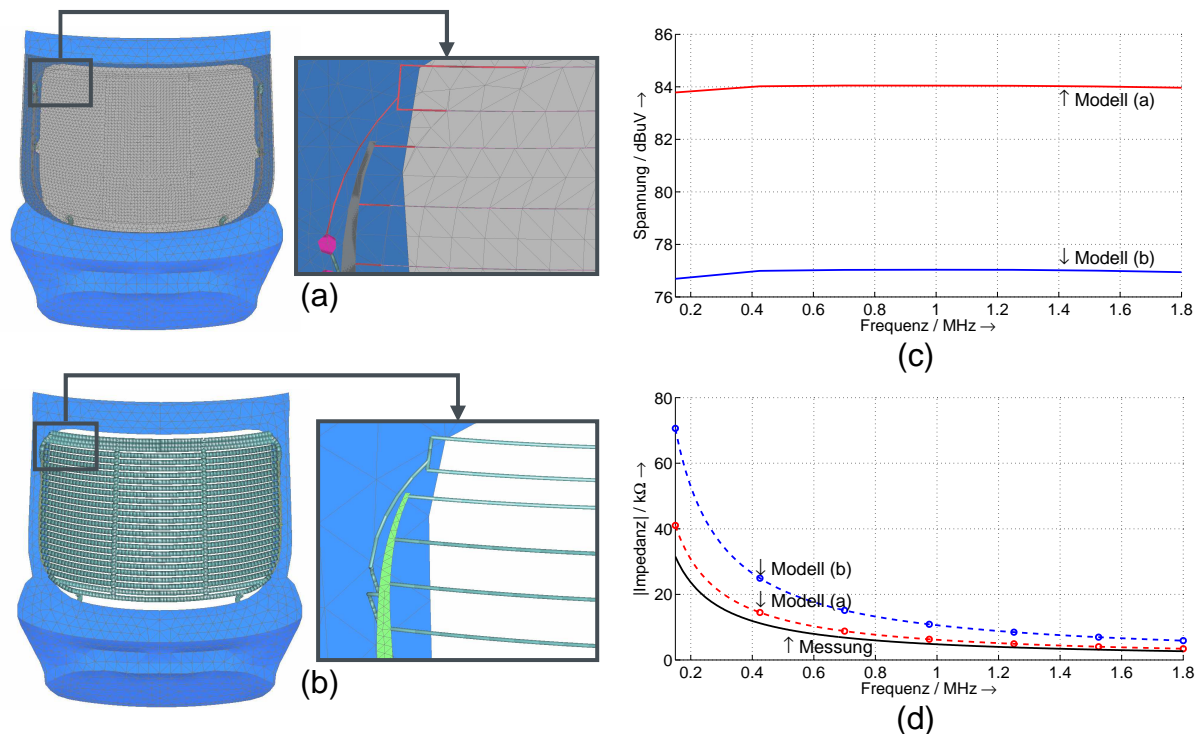 (a)
(b)
86
84
82
80
78
76
Spannung / dBuV →
↑ Modell (a)
↓ Modell (b)
0.2 0.4 0.6 0.8 1 1.2 1.4 1.6 1.8
Frequenz / MHz →
(c)
80
60
40
20
0
|Impedanz| / kΩ →
↓ Modell (b)
↓ Modell (a)
↑ Messung
0.2 0.4 0.6 0.8 1 1.2 1.4 1.6 1.8
Frequenz / MHz →
(d)